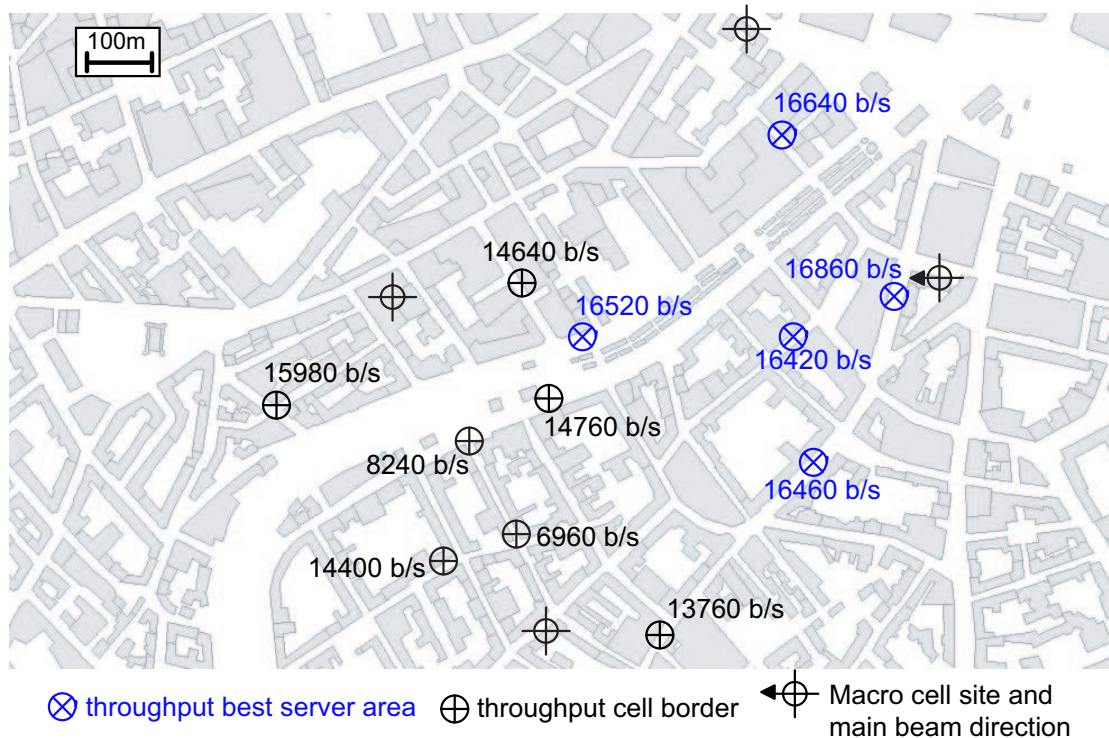 100m
16640 b/s
14640 b/s
16860 b/s
16520 b/s
16420 b/s
15980 b/s
14760 b/s
8240 b/s
16460 b/s
6960 b/s
14400 b/s
13760 b/s
throughput best server area
throughput cell border
Macro cell site and
main beam direction